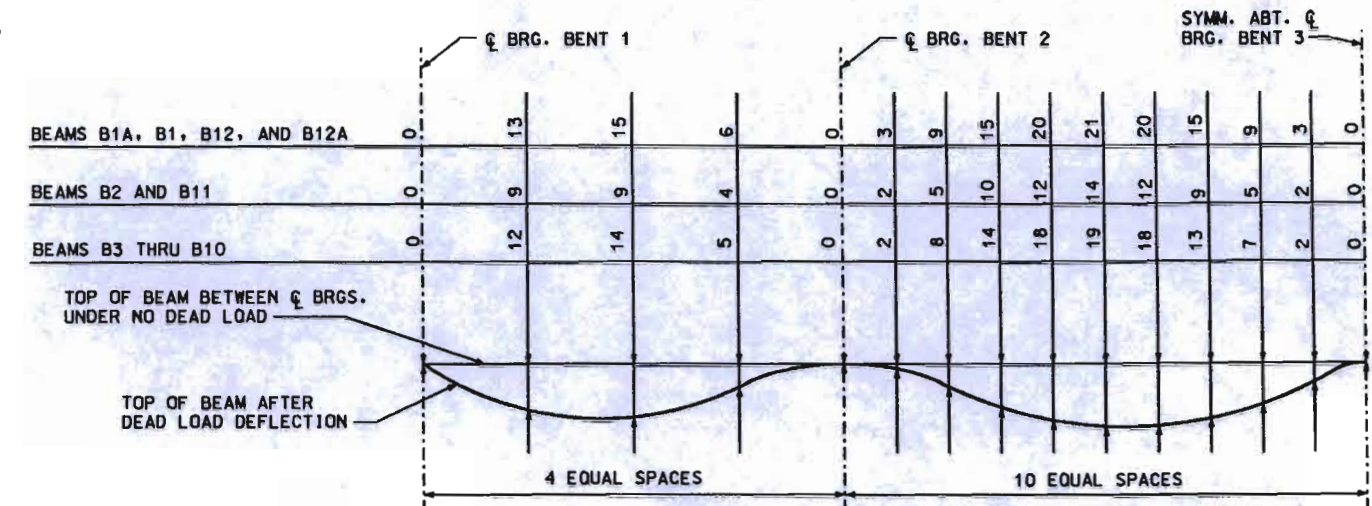 SYMM. ABT. ℄
℄ BRG. BENT 1
℄ BRG. BENT 2
BRG. BENT 3
BEAMS B1A, B1, B12, AND B12A 0 13 15 6 0 3 9 15 20 21 20 15 9 3 0
BEAMS B2 AND B11 0 9 9 4 0 2 5 10 12 14 12 9 5 2 0
BEAMS B3 THRU B10 0 12 14 5 0 2 8 14 18 19 18 13 7 2 0
TOP OF BEAM BETWEEN ℄ BRGS.
UNDER NO DEAD LOAD
TOP OF BEAM AFTER
DEAD LOAD DEFLECTION
4 EQUAL SPACES
10 EQUAL SPACES